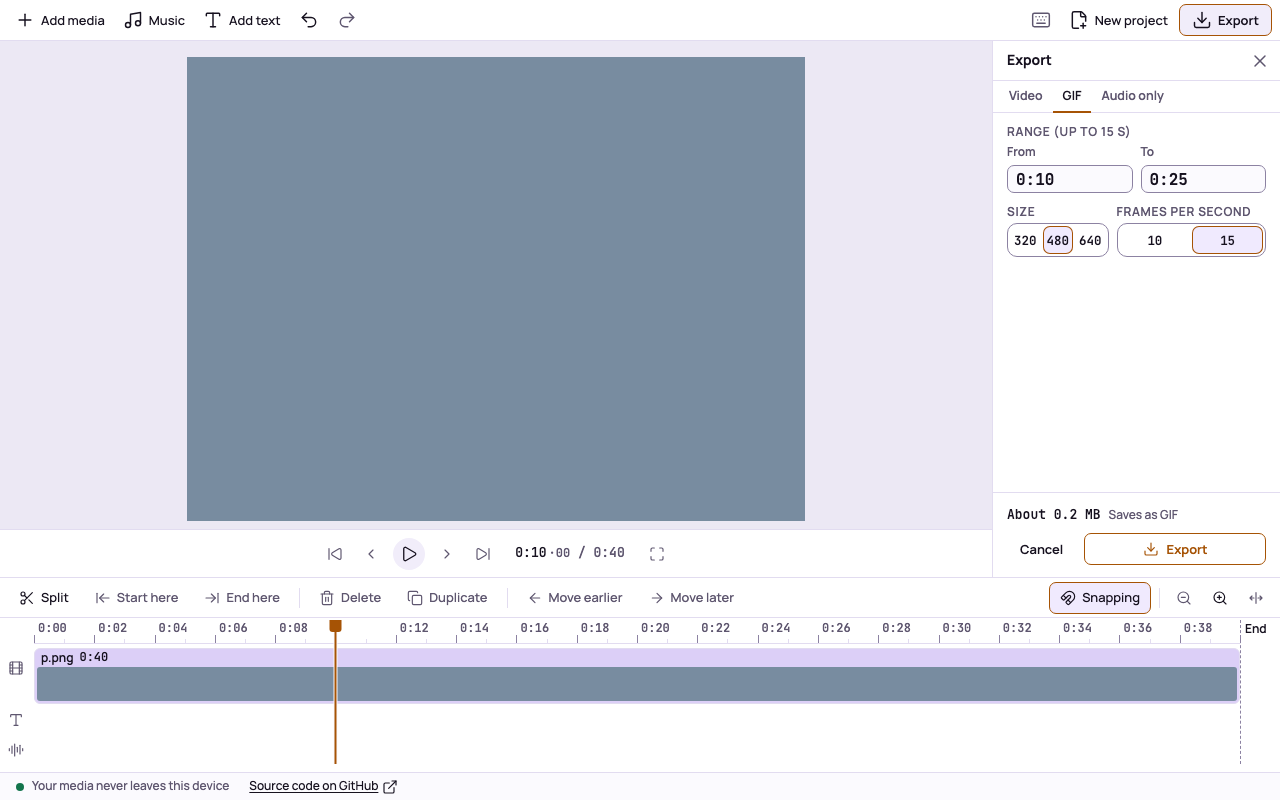 Add media Music Add text New project Export
Export
Video GIF Audio only
RANGE (UP TO 15 S)
From To
0:10 0:25
SIZE FRAMES PER SECOND
320 480 640 10 15
About 0.2 MB Saves as GIF
Cancel Export
0:10·00 / 0:40
Split Start here End here Delete Duplicate Move earlier Move later Snapping
0:00 0:02 0:04 0:06 0:08 0:12 0:14 0:16 0:18 0:20 0:22 0:24 0:26 0:28 0:30 0:32 0:34 0:36 0:38 End
p.png 0:40
Your media never leaves this device Source code on GitHub